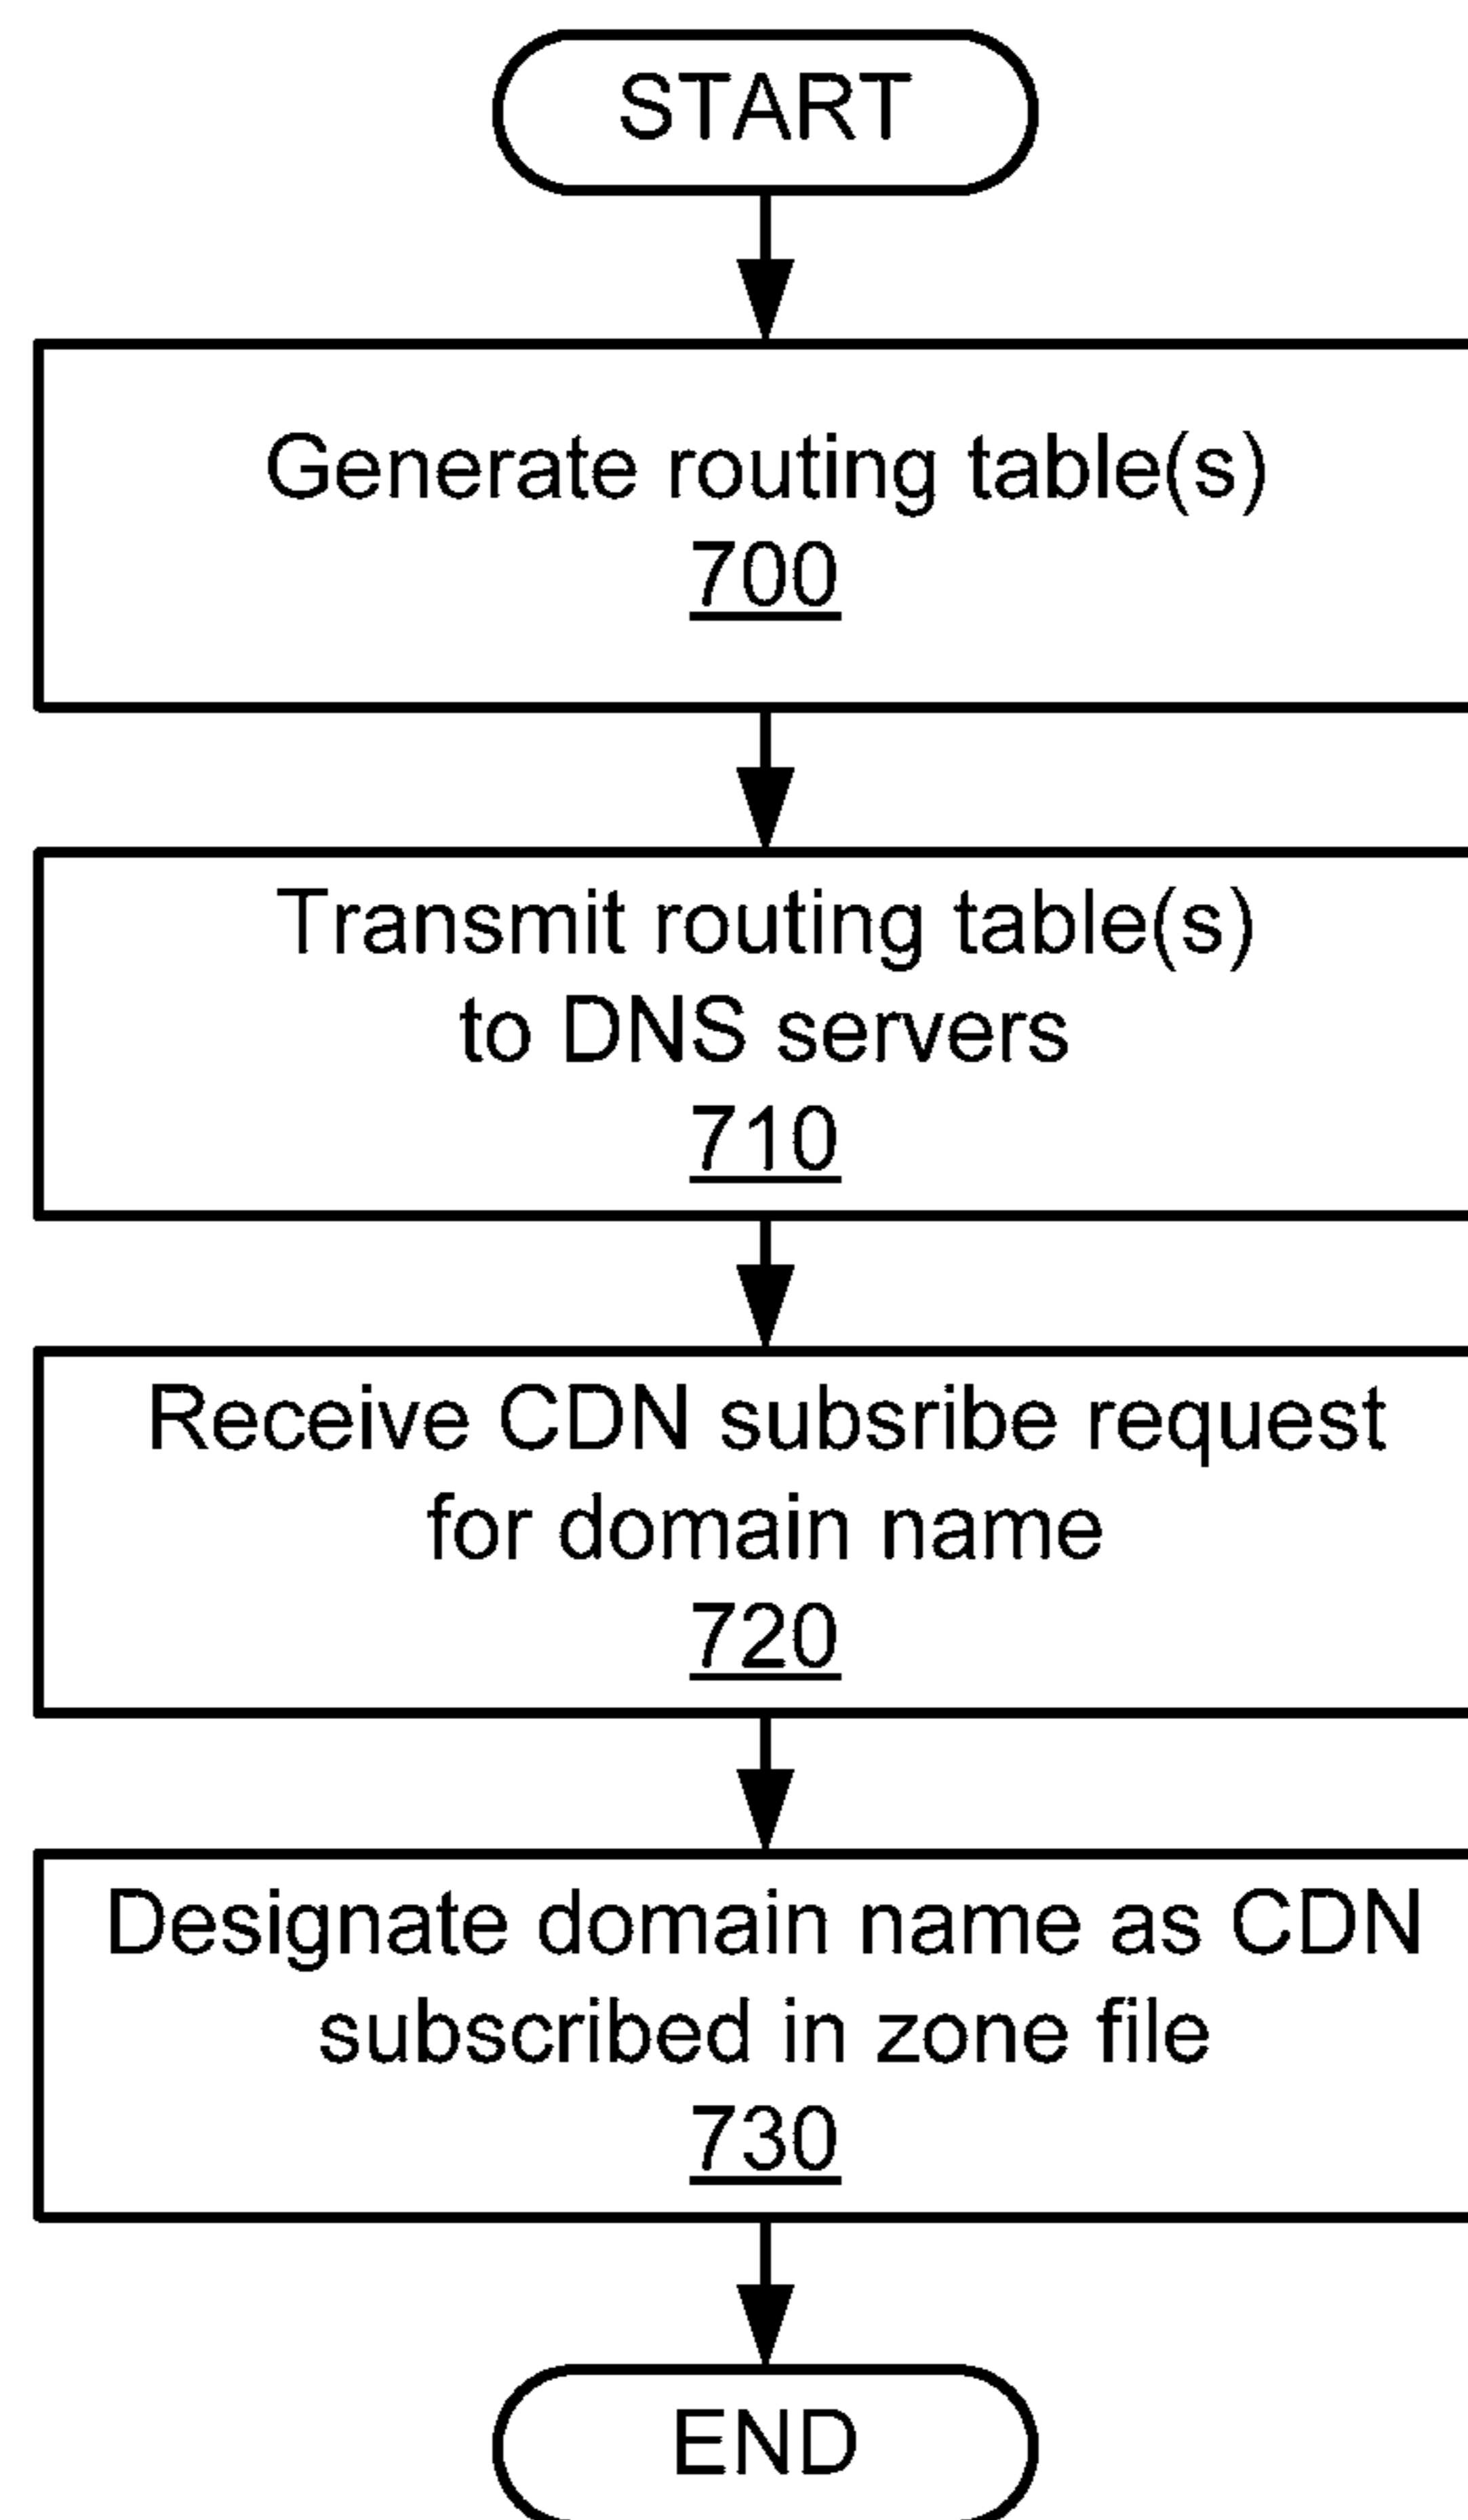 START
Generate routing table(s)
700
Transmit routing table(s)
to DNS servers
710
Receive CDN subsribe request
for domain name
720
Designate domain name as CDN
subscribed in zone file
730
END